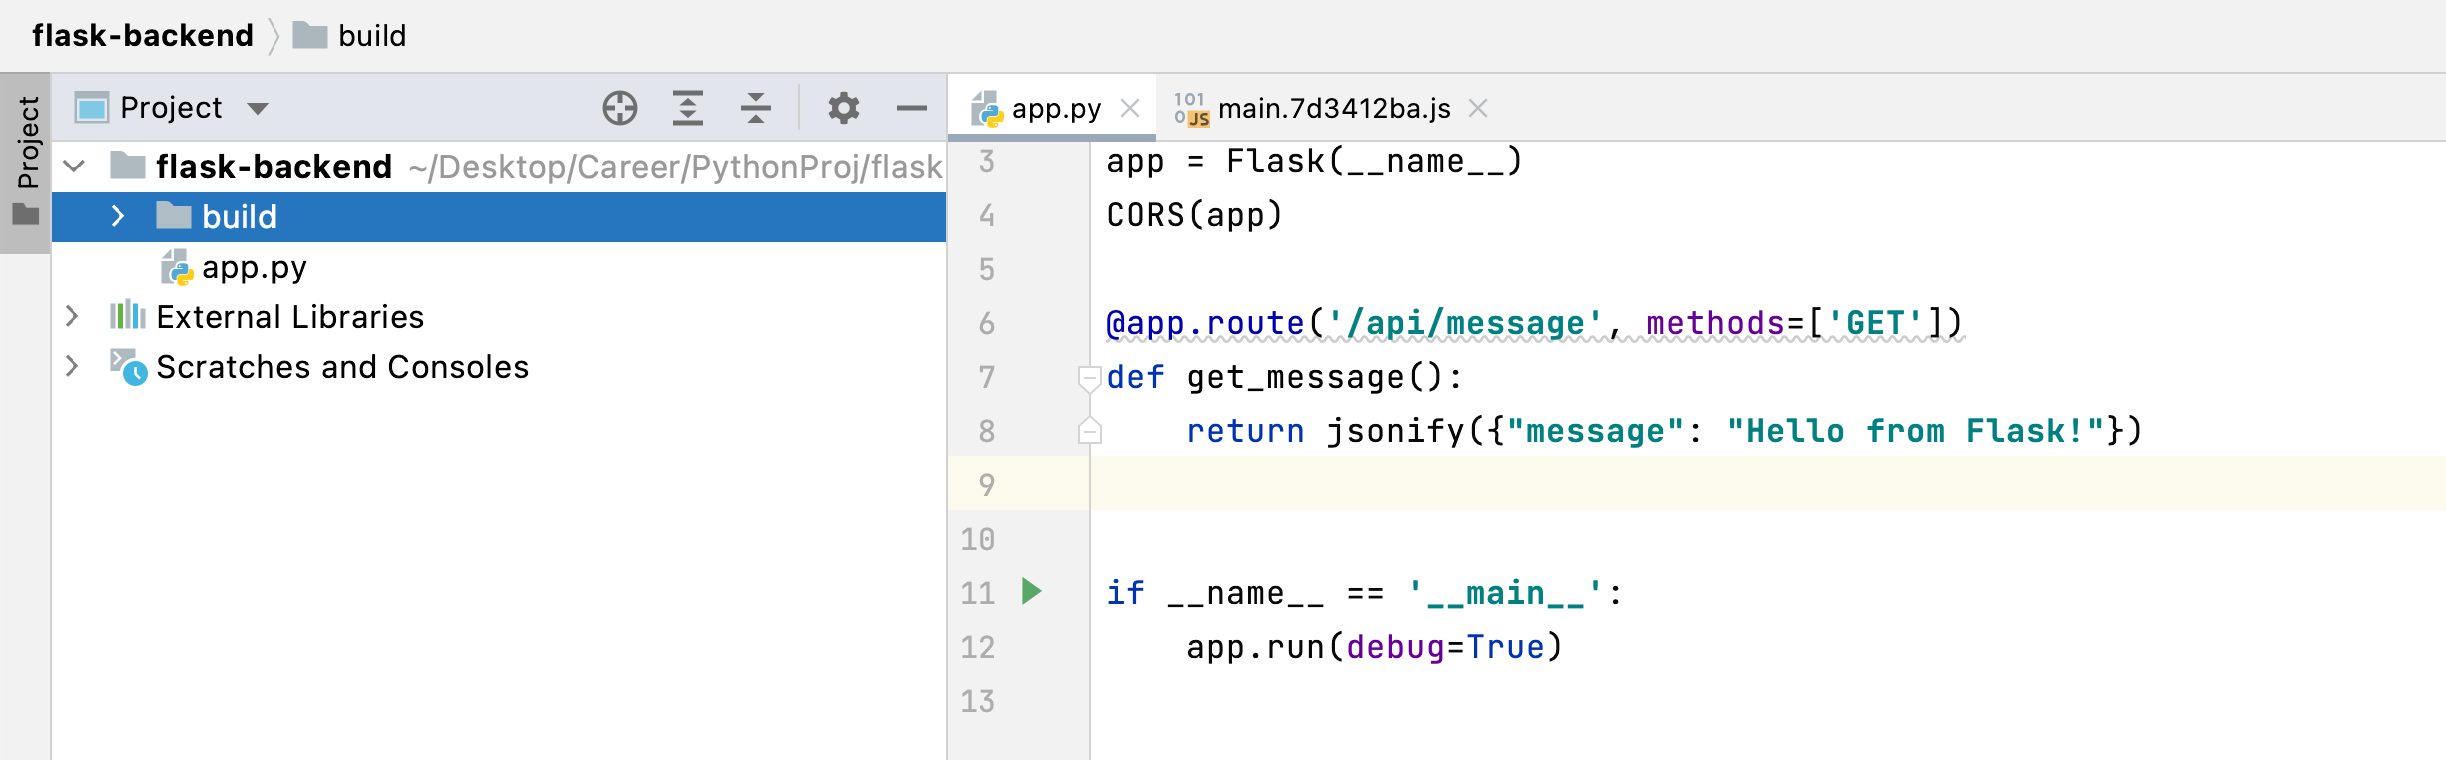 flask-backend build
Project
Project
flask-backend ~/Desktop/Career/PythonProj/flask
build
app.py
External Libraries
Scratches and Consoles
app.py 101 0 JS main.7d3412ba.js
3 app = Flask(__name__)
4 CORS(app)
5
6 @app.route('/api/message', methods=['GET'])
7 def get_message():
8     return jsonify({"message": "Hello from Flask!"})
9
10
11 if __name__ == '__main__':
12     app.run(debug=True)
13